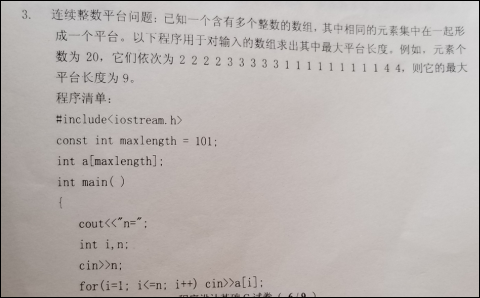 3. 连续整数平台问题：已知一个含有多个整数的数组，其中相同的元素集中在一起形
成一个平台。以下程序用于对输入的数组求出其中最大平台长度。例如，元素个
数为 20，它们依次为 2 2 2 2 3 3 3 3 3 1 1 1 1 1 1 1 1 1 4 4，则它的最大
平台长度为 9。
程序清单：
#include<iostream.h>
const int maxlength = 101;
int a[maxlength];
int main( )
{
cout<<"n=";
int i,n;
cin>>n;
for(i=1; i<=n; i++) cin>>a[i];